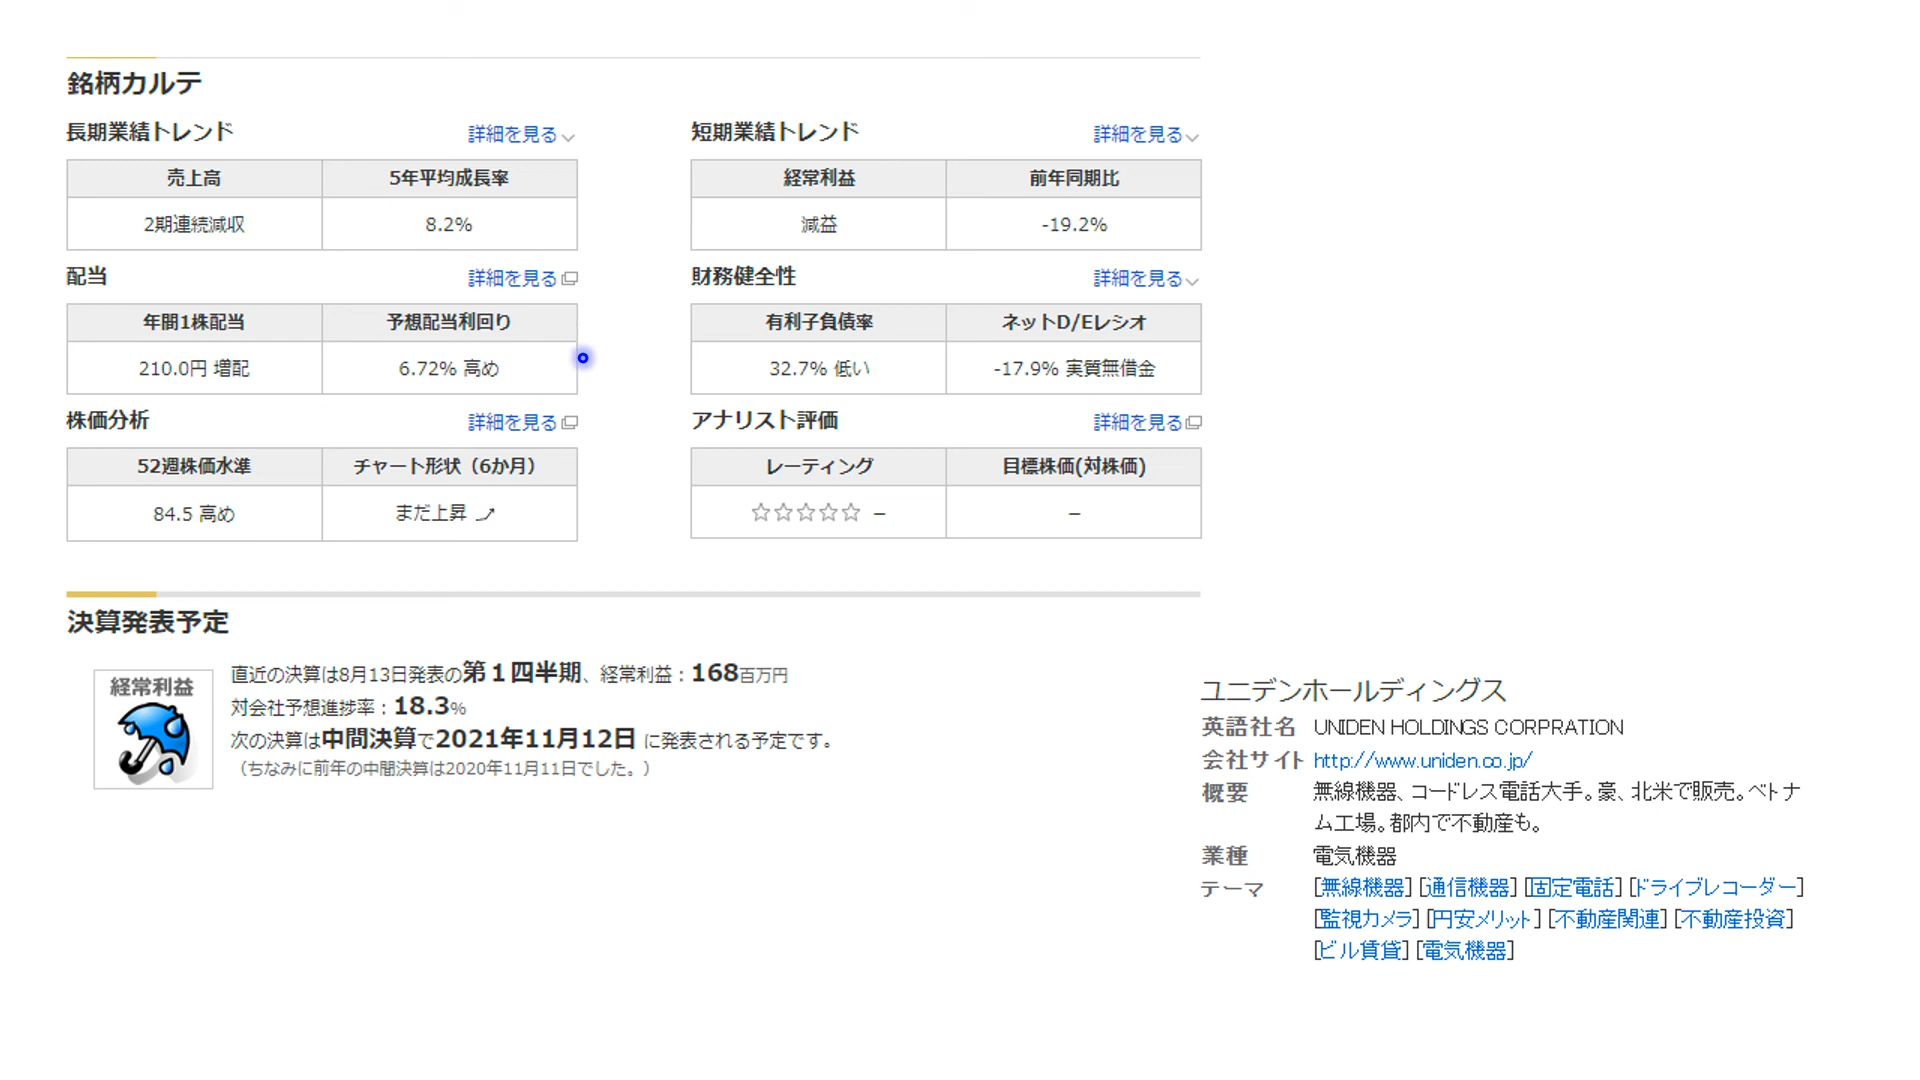 銘柄カルテ
長期業績トレンド 詳細を見る
売上高 5年平均成長率
2期連続減収 8.2%
配当 詳細を見る
年間1株配当 予想配当利回り
210.0円 増配 6.72% 高め
株価分析 詳細を見る
52週株価水準 チャート形状（6か月）
84.5 高め まだ上昇
短期業績トレンド 詳細を見る
経常利益 前年同期比
減益 -19.2%
財務健全性 詳細を見る
有利子負債率 ネットD/Eレシオ
32.7% 低い -17.9% 実質無借金
アナリスト評価 詳細を見る
レーティング 目標株価(対株価)
☆☆☆☆☆ – –
決算発表予定
経常利益
直近の決算は8月13日発表の第１四半期、経常利益：168百万円
対会社予想進捗率：18.3%
次の決算は中間決算で2021年11月12日 に発表される予定です。
（ちなみに前年の中間決算は2020年11月11日でした。）
ユニデンホールディングス
英語社名 UNIDEN HOLDINGS CORPRATION
会社サイト http://www.uniden.co.jp/
概要 無線機器、コードレス電話大手。豪、北米で販売。ベトナ
ム工場。都内で不動産も。
業種 電気機器
テーマ [無線機器] [通信機器] [固定電話] [ドライブレコーダー]
[監視カメラ] [円安メリット] [不動産関連] [不動産投資]
[ビル賃貸] [電気機器]